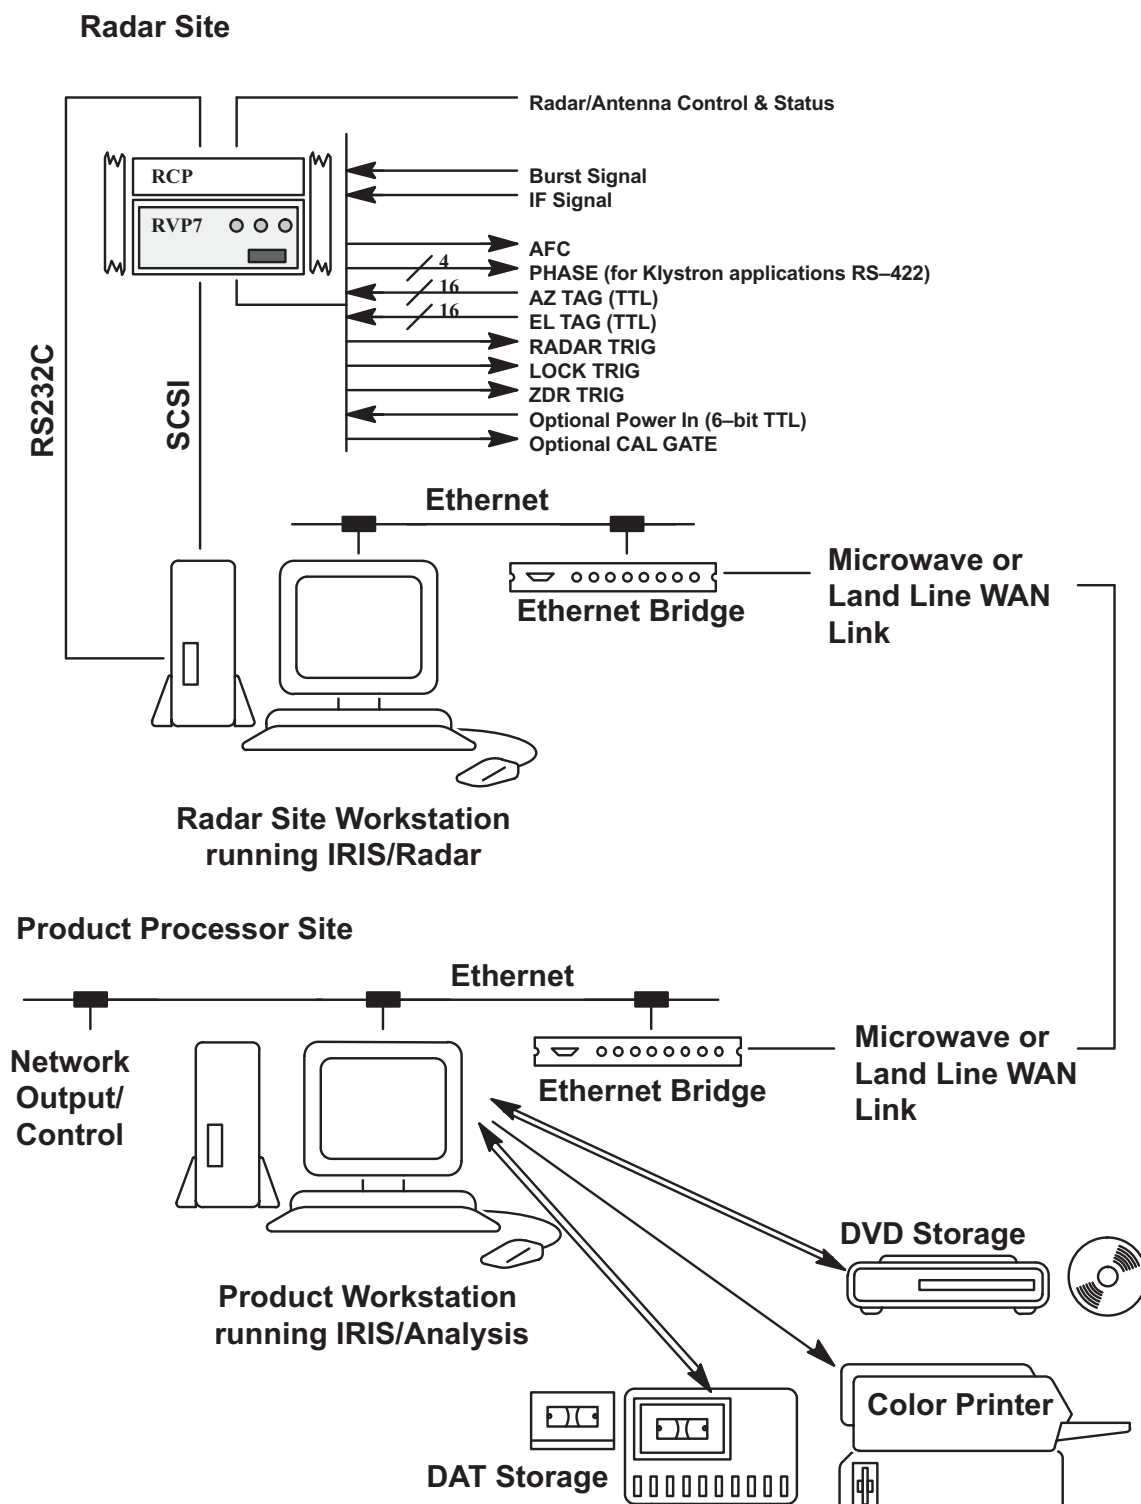 Radar Site
Radar/Antenna Control & Status
RCP
Burst Signal
IF Signal
RVP7
AFC
4
PHASE (for Klystron applications RS–422)
16
AZ TAG (TTL)
16
EL TAG (TTL)
RADAR TRIG
LOCK TRIG
ZDR TRIG
Optional Power In (6–bit TTL)
Optional CAL GATE
RS232C
SCSI
Ethernet
Ethernet Bridge
Microwave or
Land Line WAN
Link
Radar Site Workstation
running IRIS/Radar
Product Processor Site
Ethernet
Network
Output/
Control
Ethernet Bridge
Microwave or
Land Line WAN
Link
Product Workstation
running IRIS/Analysis
DVD Storage
Color Printer
DAT Storage